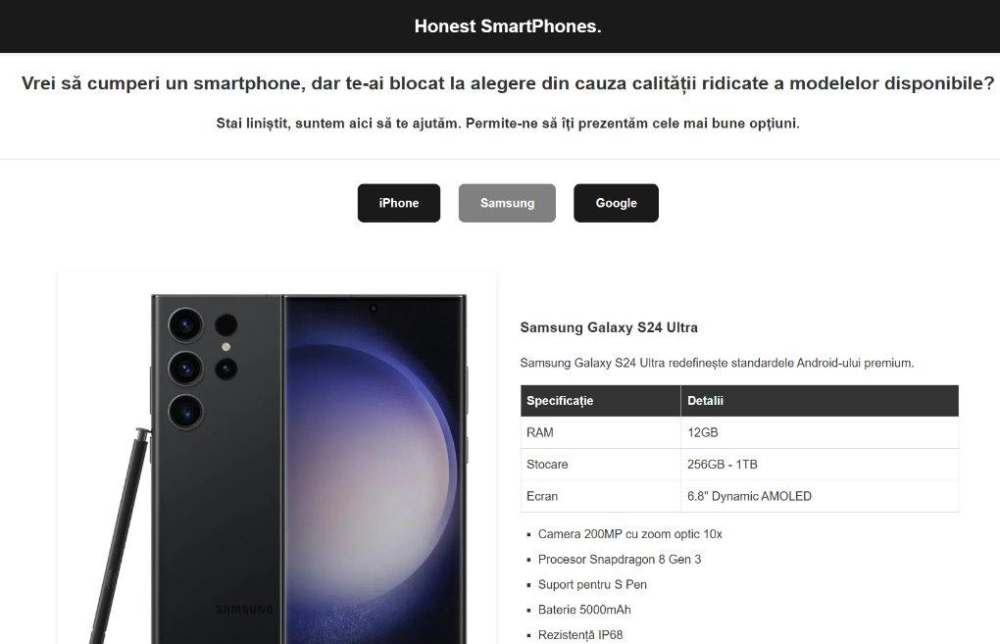 Honest SmartPhones.
Vrei să cumperi un smartphone, dar te-ai blocat la alegere din cauza calității ridicate a modelelor disponibile?
Stai liniștit, suntem aici să te ajutăm. Permite-ne să îți prezentăm cele mai bune opțiuni.
iPhone Samsung Google
Samsung Galaxy S24 Ultra
Samsung Galaxy S24 Ultra redefinește standardele Android-ului premium.
Specificație Detalii
RAM 12GB
Stocare 256GB - 1TB
Ecran 6.8" Dynamic AMOLED
Camera 200MP cu zoom optic 10x
Procesor Snapdragon 8 Gen 3
Suport pentru S Pen
Baterie 5000mAh
Rezistență IP68
SAMSUNG